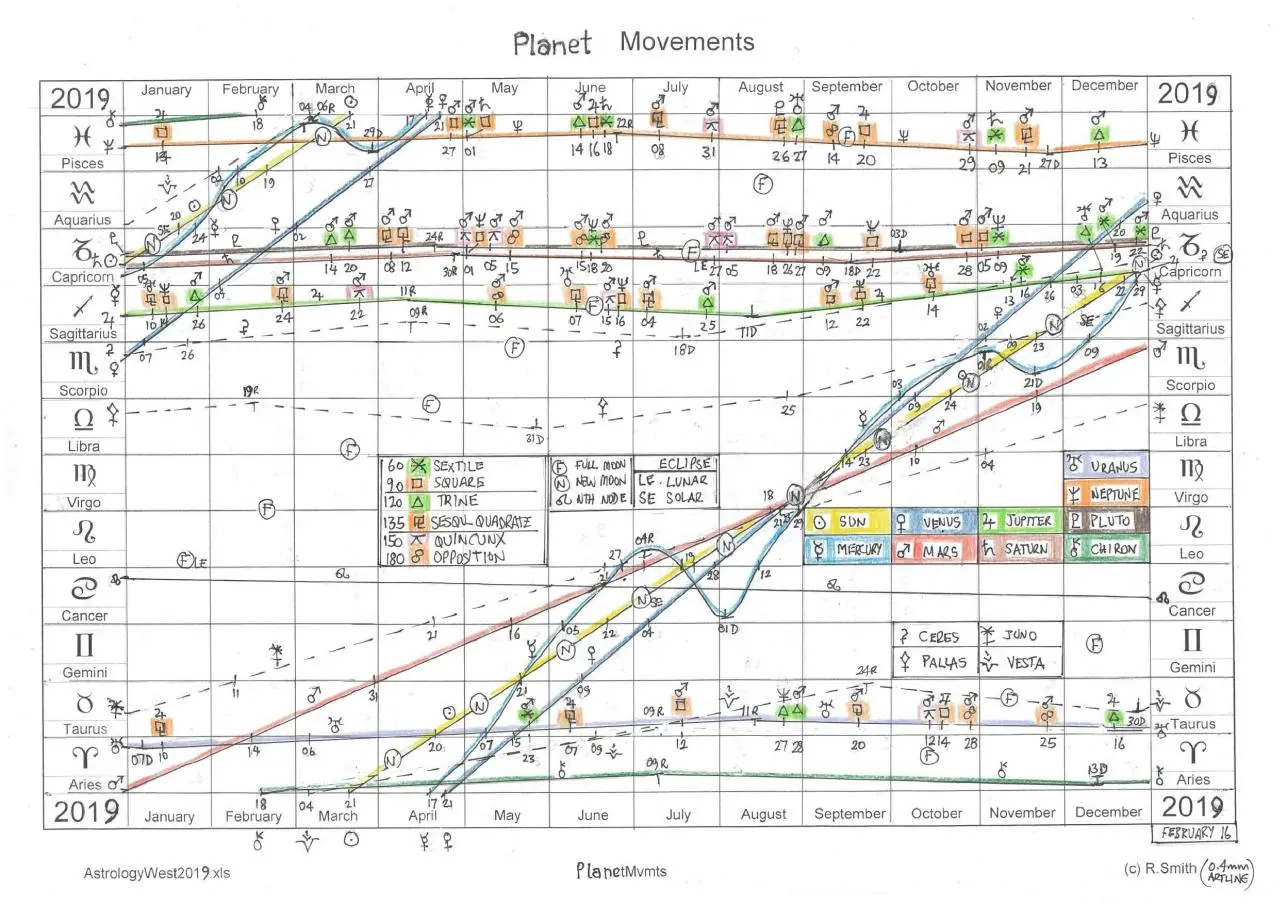 Planet Movements
2019 January February March April May June July August September October November December 2019
Pisces Pisces
Aquarius Aquarius
Capricorn Capricorn
Sagittarius Sagittarius
Scorpio Scorpio
Libra Libra
Virgo Virgo
Leo Leo
Cancer Cancer
Gemini Gemini
Taurus Taurus
Aries Aries
18 04 06R 21 29D 17 21 27 01 14 16 18 22R 08 31 26 27 14 20 29 09 21 27D 13
10 19 27
20 24 02
14 20 08 12 24R 30R 01 05 15 15 18 20 LE 27 05 18 26 27 09 18D 22 03D 28 05 09 19 20 22
10 14 26 24 22 11R 06 07 15 16 04 25 11D 12 22 14 13 16 26 03 16 22 29
07 26 09R 18D 02 09 23 SE 09
19R 31D 25 03 09 24 21D 19
14 23 10 04
18 21 29
LE 27 01R 19 28 12
21 16 05 22 04 SE 01D
11 31 21 09 24R
07D 10 14 06 20 07 15 23 07 09 09R 12 11R 27 28 20 12 14 28 25 16 30D
18 04 21 17 21 09R 13D
60 SEXTILE
90 SQUARE
120 TRINE
135 SESQU-QUADRATE
150 QUINCUNX
180 OPPOSITION
F FULL MOON
N NEW MOON
NTH NODE
ECLIPSE
LE - LUNAR
SE SOLAR
URANUS
NEPTUNE
SUN VENUS JUPITER PLUTO
MERCURY MARS SATURN CHIRON
CERES JUNO
PALLAS VESTA
2019 January February March April May June July August September October November December 2019
FEBRUARY 16
AstrologyWest2019.xls
PlanetMvmts
(c) R.Smith (0.4mm ARTLINE)